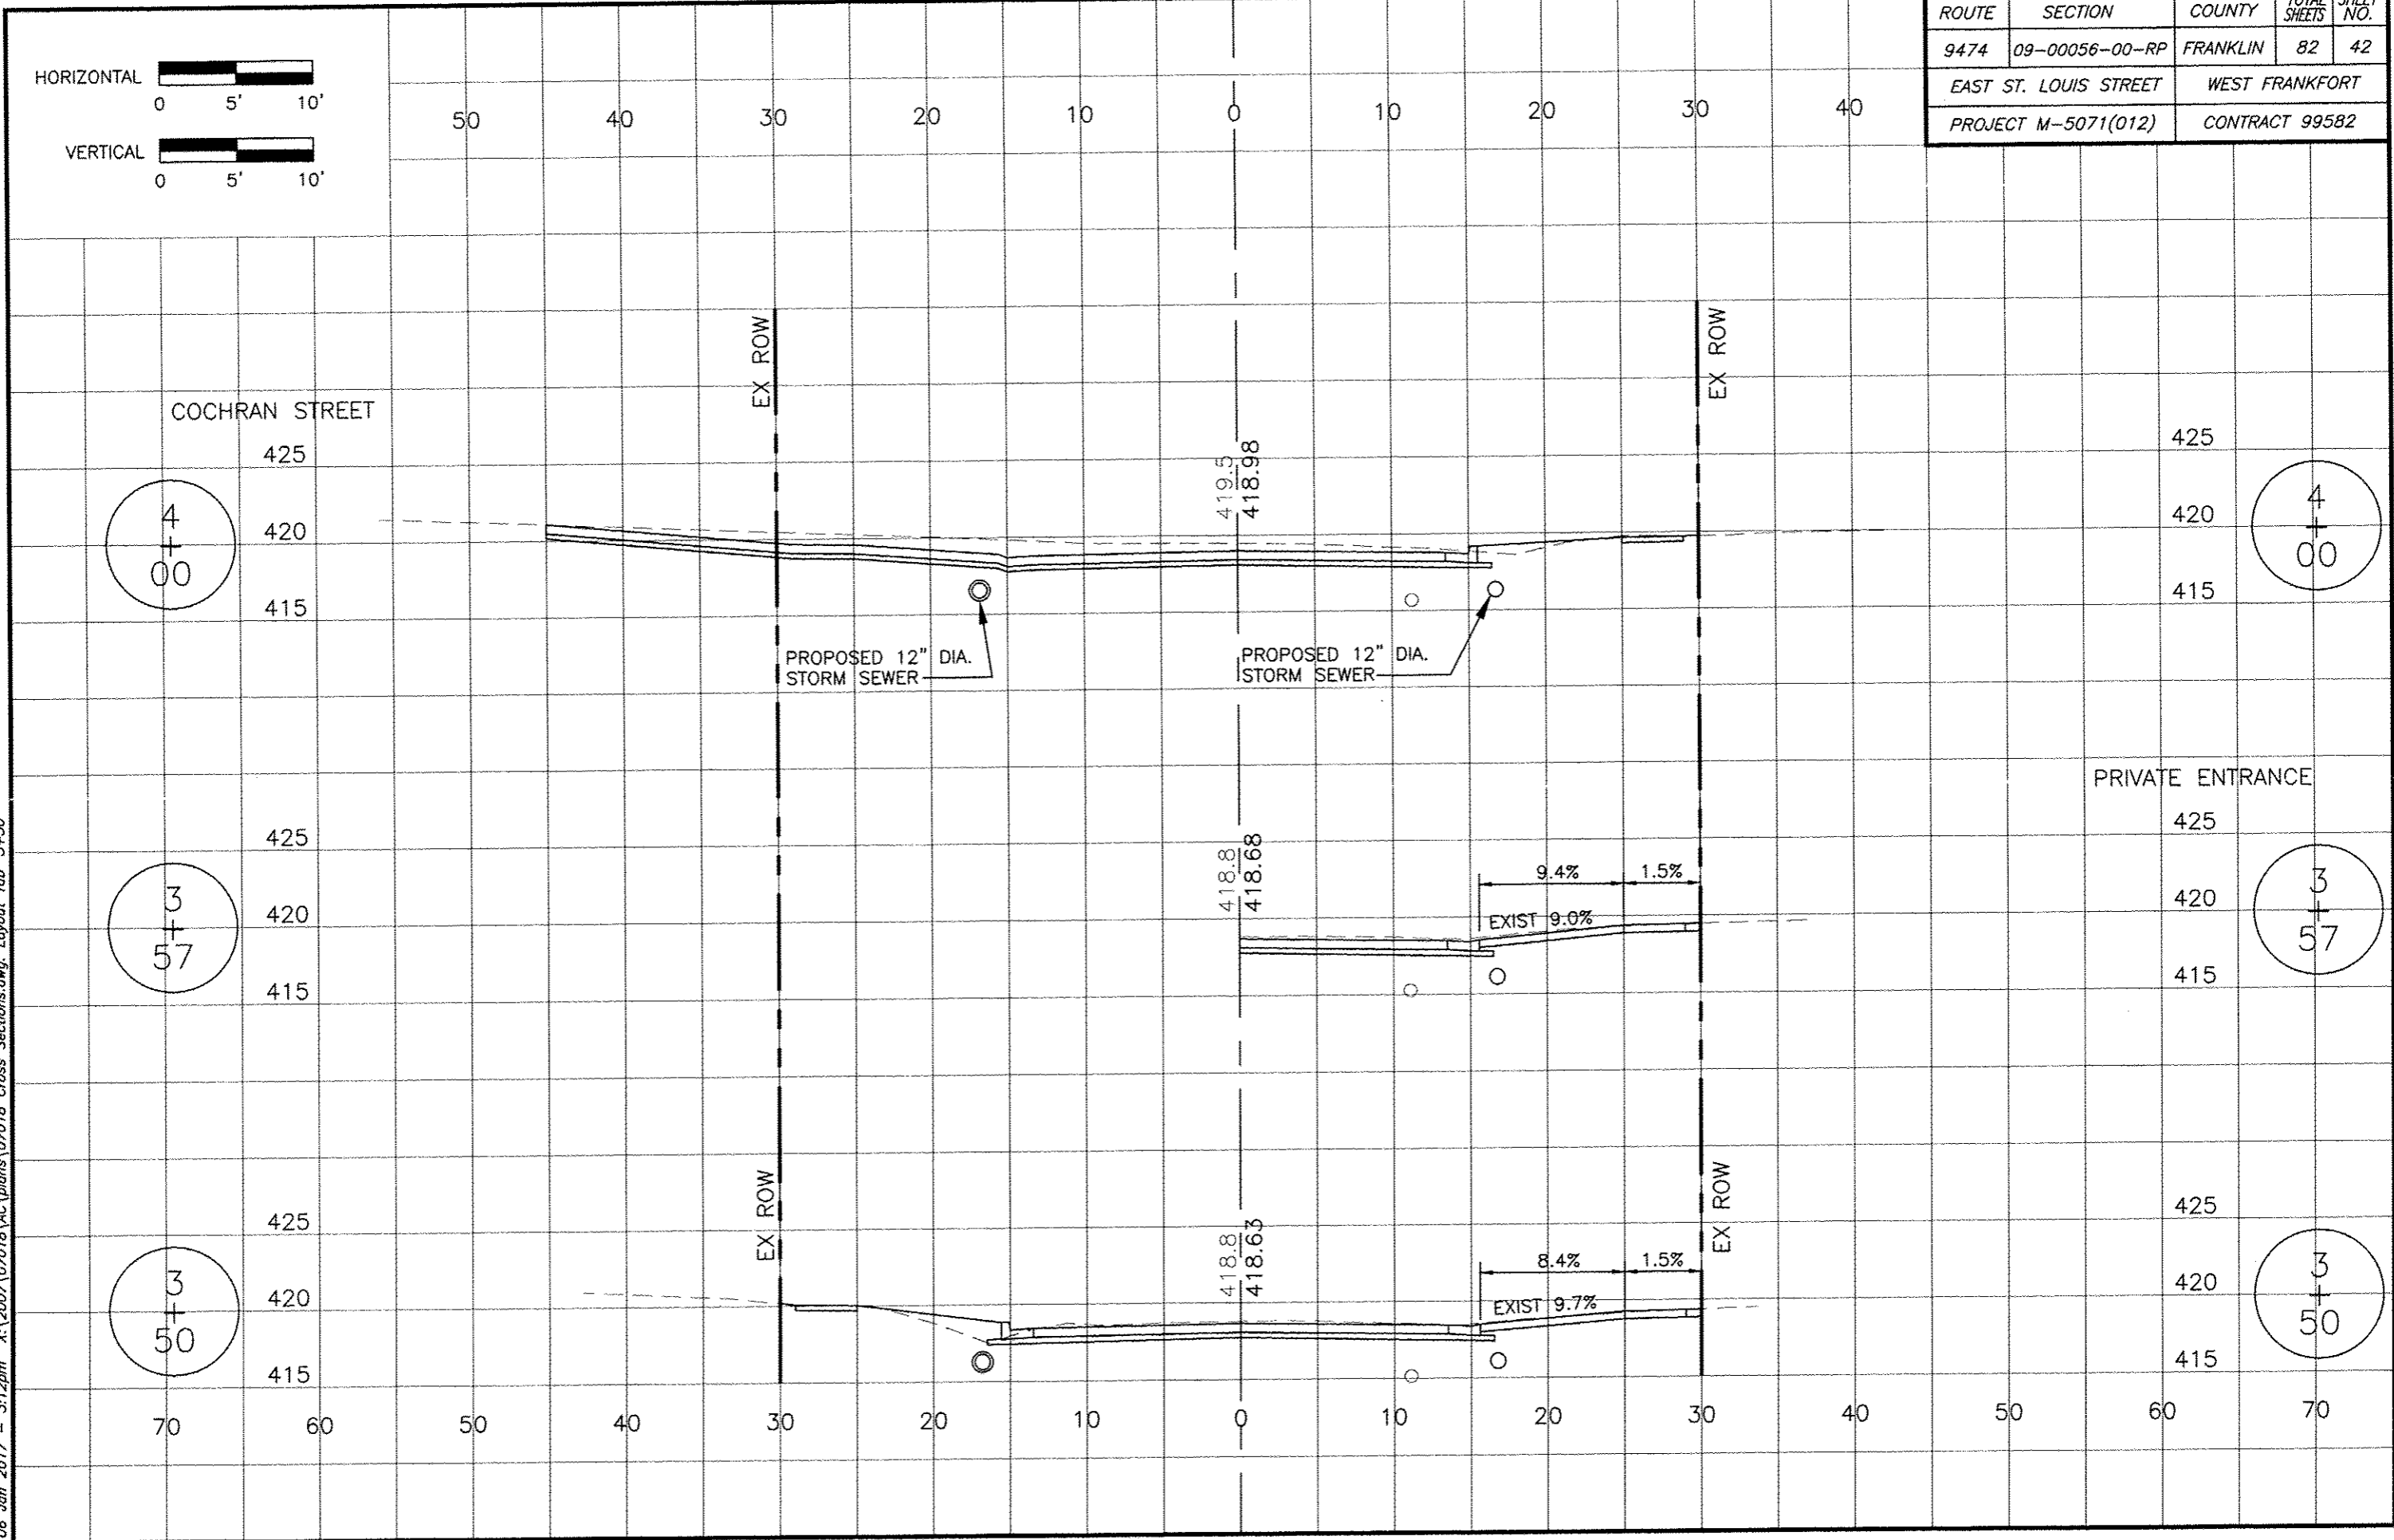 ROUTE SECTION COUNTY TOTAL SHEETS SHEET NO.
9474 09-00056-00-RP FRANKLIN 82 42
EAST ST. LOUIS STREET WEST FRANKFORT
PROJECT M-5071(012) CONTRACT 99582
HORIZONTAL
0 5' 10'
VERTICAL
0 5' 10'
50 40 30 20 10 0 10 20 30 40
EX ROW
EX ROW
COCHRAN STREET
425 425
419.5
418.98
4+00
420 420
4+00
415 415
PROPOSED 12" DIA.
STORM SEWER
PROPOSED 12" DIA.
STORM SEWER
PRIVATE ENTRANCE
425 425
418.8
418.68
9.4% 1.5%
3+57
420 420
3+57
EXIST 9.0%
415 415
EX ROW
EX ROW
425 425
418.8
418.63
8.4% 1.5%
3+50
420 420
3+50
EXIST 9.7%
415 415
70 60 50 40 30 20 10 0 10 20 30 40 50 60 70